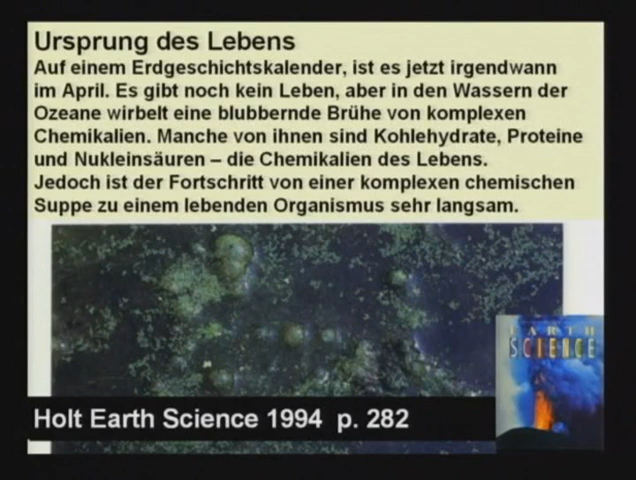 Ursprung des Lebens
Auf einem Erdgeschichtskalender, ist es jetzt irgendwann
im April. Es gibt noch kein Leben, aber in den Wassern der
Ozeane wirbelt eine blubbernde Brühe von komplexen
Chemikalien. Manche von ihnen sind Kohlehydrate, Proteine
und Nukleinsäuren – die Chemikalien des Lebens.
Jedoch ist der Fortschritt von einer komplexen chemischen
Suppe zu einem lebenden Organismus sehr langsam.
EARTH
SCIENCE
Holt Earth Science 1994 p. 282